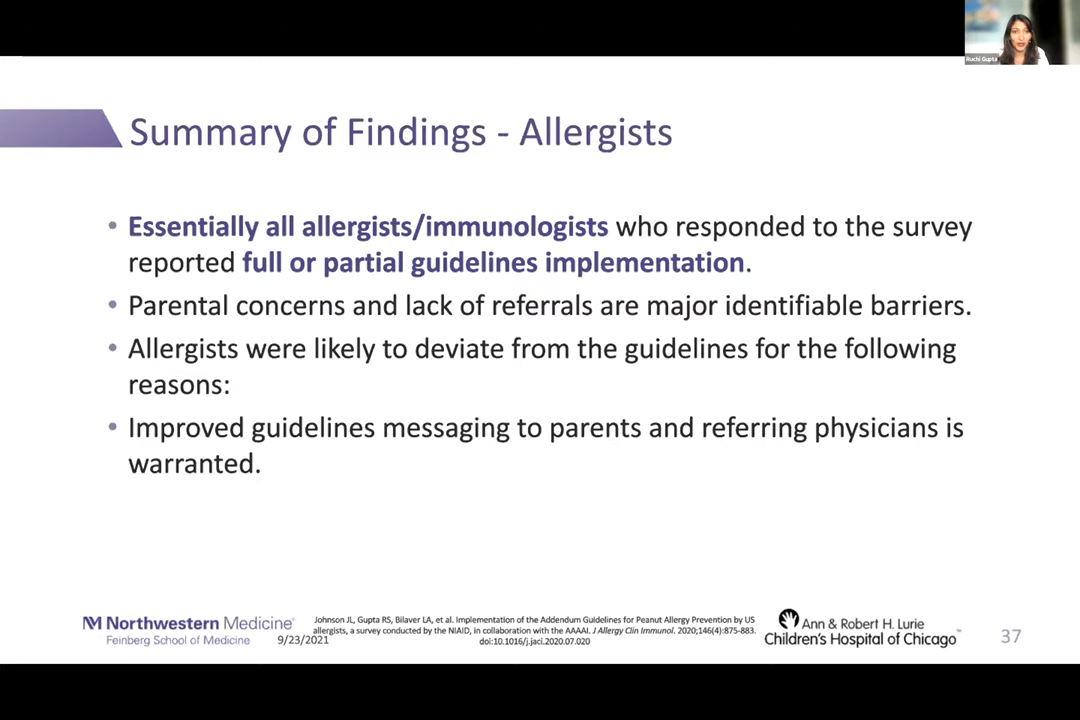 Ruchi Gupta
Summary of Findings - Allergists
• Essentially all allergists/immunologists who responded to the survey
reported full or partial guidelines implementation.
• Parental concerns and lack of referrals are major identifiable barriers.
• Allergists were likely to deviate from the guidelines for the following
reasons:
• Improved guidelines messaging to parents and referring physicians is
warranted.
Northwestern Medicine
Feinberg School of Medicine
9/23/2021
Johnson JL, Gupta RS, Bilaver LA, et al. Implementation of the Addendum Guidelines for Peanut Allergy Prevention by US
allergists, a survey conducted by the NIAID, in collaboration with the AAAAI. J Allergy Clin Immunol. 2020;146(4):875-883.
doi:10.1016/j.jaci.2020.07.020
Ann & Robert H. Lurie
Children's Hospital of Chicago™
37